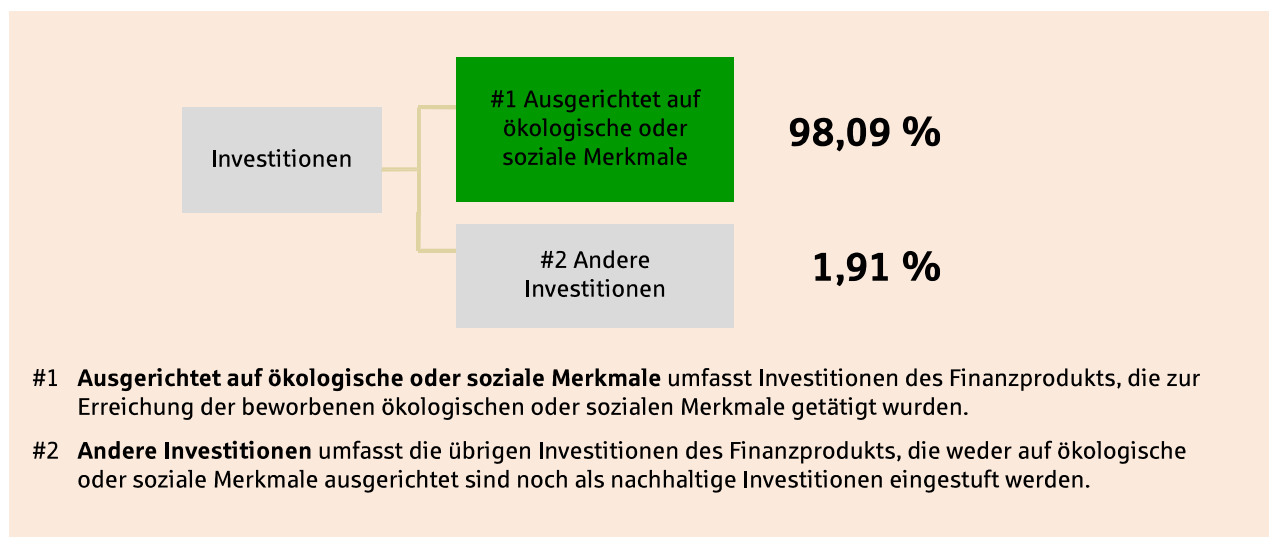 Investitionen
#1 Ausgerichtet auf
ökologische oder
soziale Merkmale
98,09 %
#2 Andere
Investitionen
1,91 %
#1 Ausgerichtet auf ökologische oder soziale Merkmale umfasst Investitionen des Finanzprodukts, die zur
Erreichung der beworbenen ökologischen oder sozialen Merkmale getätigt wurden.
#2 Andere Investitionen umfasst die übrigen Investitionen des Finanzprodukts, die weder auf ökologische
oder soziale Merkmale ausgerichtet sind noch als nachhaltige Investitionen eingestuft werden.